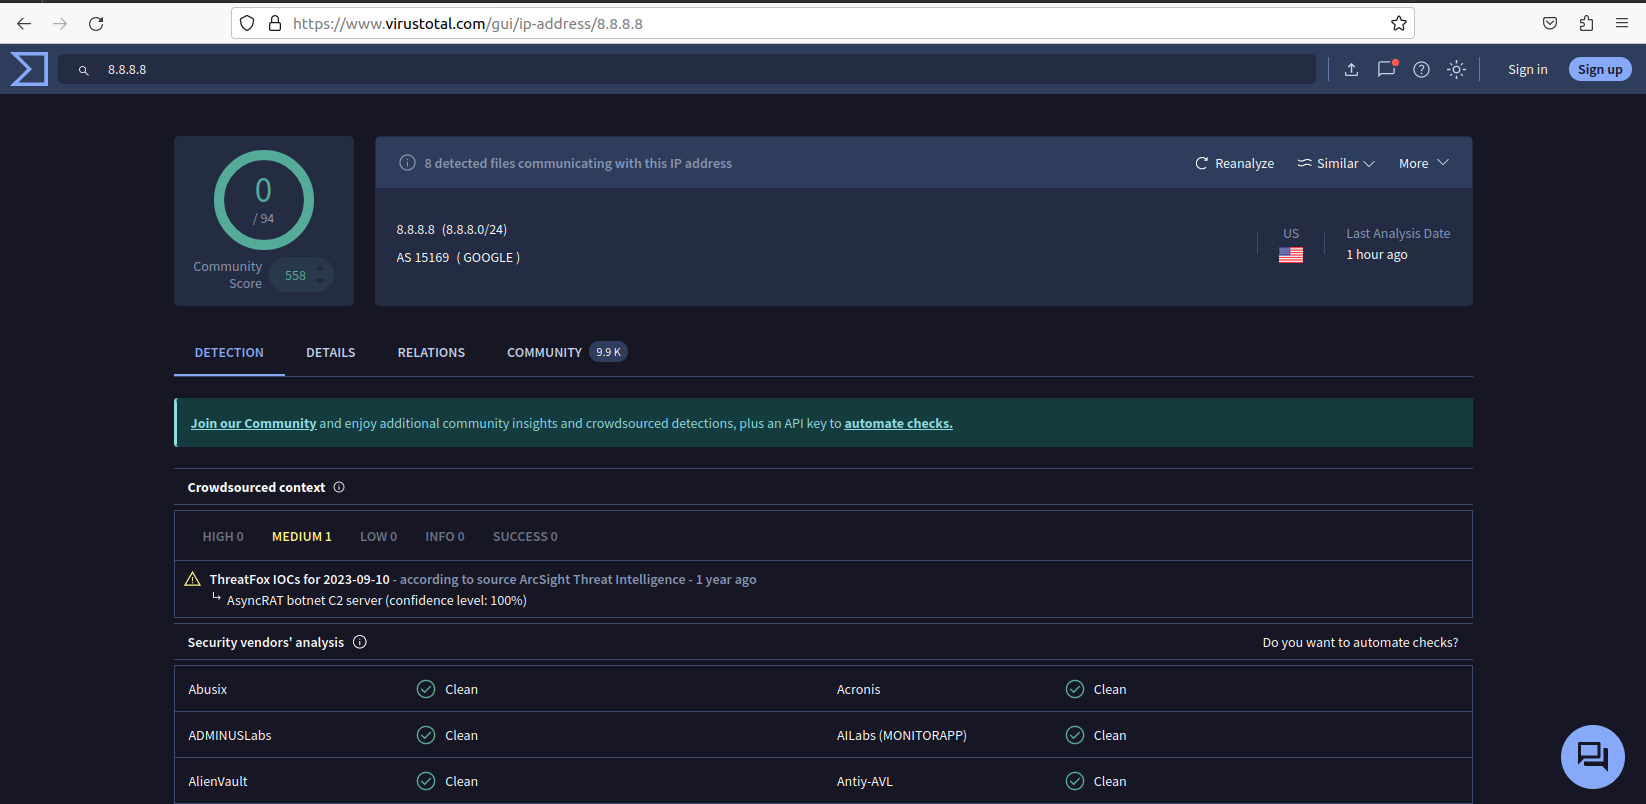 https://www.virustotal.com/gui/ip-address/8.8.8.8
8.8.8.8
Sign in
Sign up
0
/ 94
Community
Score
558
8 detected files communicating with this IP address
Reanalyze
Similar
More
8.8.8.8 (8.8.8.0/24)
AS 15169 ( GOOGLE )
US
Last Analysis Date
1 hour ago
DETECTION
DETAILS
RELATIONS
COMMUNITY
9.9 K
Join our Community and enjoy additional community insights and crowdsourced detections, plus an API key to automate checks.
Crowdsourced context
HIGH 0
MEDIUM 1
LOW 0
INFO 0
SUCCESS 0
ThreatFox IOCs for 2023-09-10 - according to source ArcSight Threat Intelligence - 1 year ago
AsyncRAT botnet C2 server (confidence level: 100%)
Security vendors' analysis
Do you want to automate checks?
Abusix
Clean
Acronis
Clean
ADMINUSLabs
Clean
AILabs (MONITORAPP)
Clean
AlienVault
Clean
Antiy-AVL
Clean